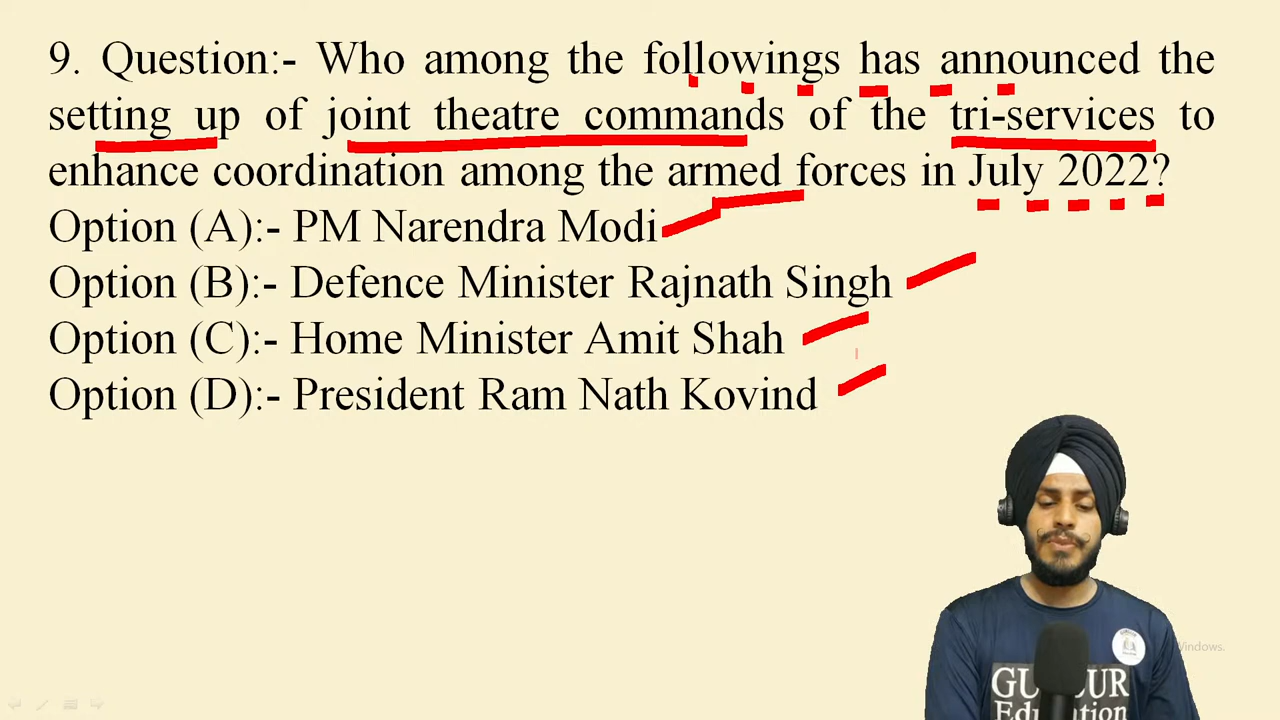 9. Question:- Who among the followings has announced the
setting up of joint theatre commands of the tri-services to
enhance coordination among the armed forces in July 2022?
Option (A):- PM Narendra Modi
Option (B):- Defence Minister Rajnath Singh
Option (C):- Home Minister Amit Shah
Option (D):- President Ram Nath Kovind
Windows.